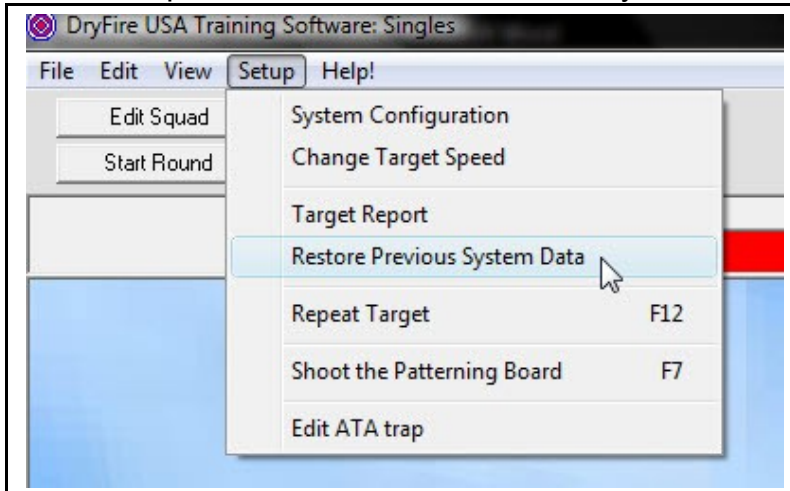 DryFire USA Training Software: Singles
File Edit View Setup Help!
Edit Squad
Start Round
System Configuration
Change Target Speed
Target Report
Restore Previous System Data
Repeat Target F12
Shoot the Patterning Board F7
Edit ATA trap